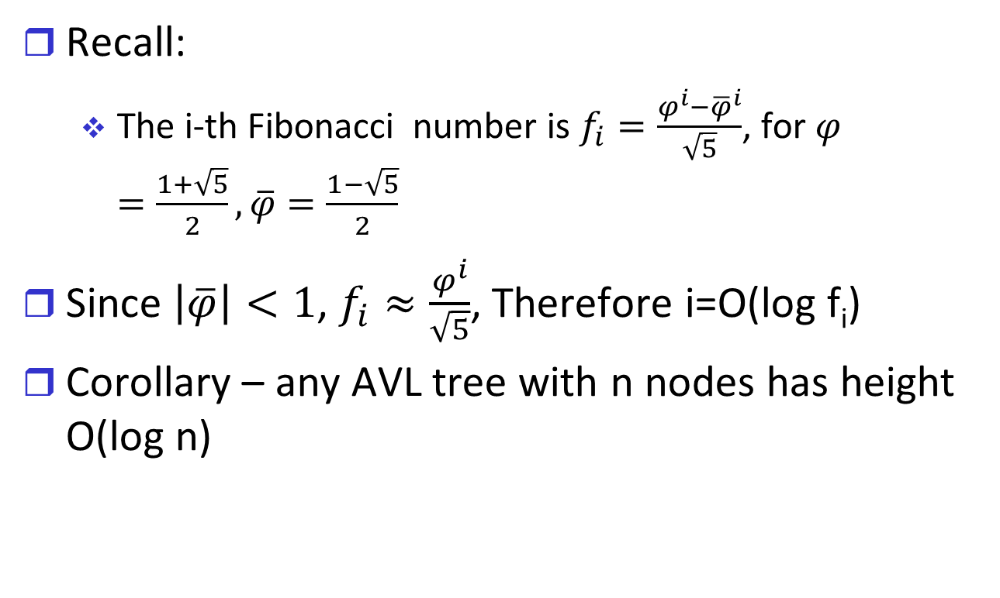 ❒ Recall:
❖ The i-th Fibonacci number is $f_i = \frac{\varphi^i - \bar{\varphi}^i}{\sqrt{5}}$, for $\varphi$
$= \frac{1+\sqrt{5}}{2}, \bar{\varphi} = \frac{1-\sqrt{5}}{2}$
❒ Since $|\bar{\varphi}| < 1, f_i \approx \frac{\varphi^i}{\sqrt{5}}$, Therefore i=O(log f$_i$)
❒ Corollary – any AVL tree with n nodes has height
O(log n)